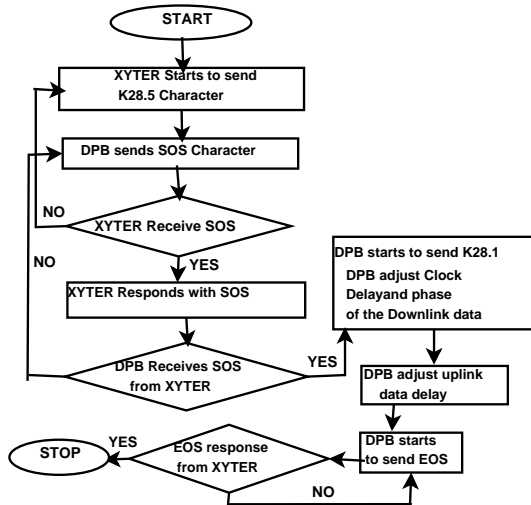 START
XYTER Starts to send
K28.5 Character
DPB sends SOS Character
NO
XYTER Receive SOS
NO
YES
XYTER Responds with SOS
DPB Receives SOS
from XYTER
YES
DPB starts to send K28.1
DPB adjust Clock
Delayand phase
of the Downlink data
DPB adjust uplink
data delay
DPB starts
to send EOS
EOS response
from XYTER
YES
STOP
NO